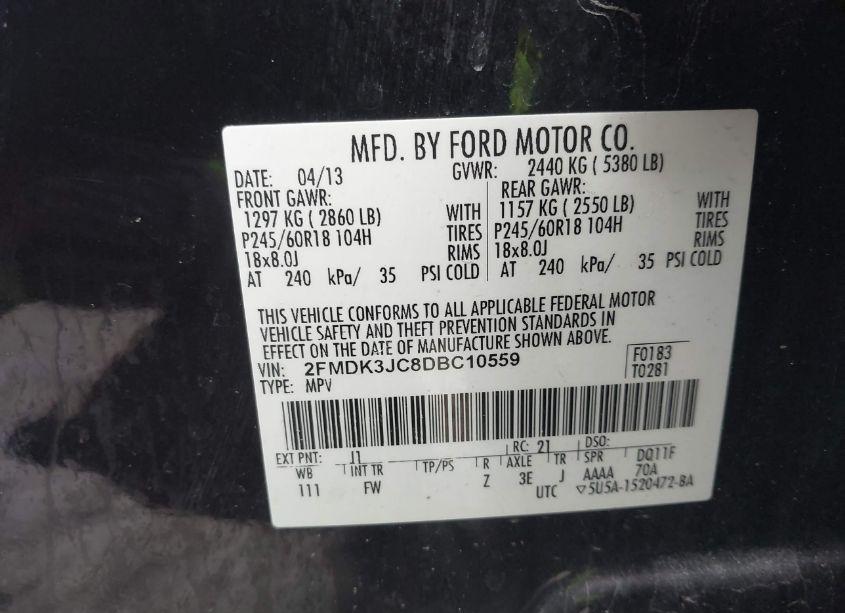 MFD. BY FORD MOTOR CO.
DATE: 04/13 GVWR: 2440 KG ( 5380 LB)
FRONT GAWR: REAR GAWR:
1297 KG ( 2860 LB) WITH 1157 KG ( 2550 LB) WITH
P245/60R18 104H TIRES P245/60R18 104H TIRES
18x8.0J RIMS 18x8.0J RIMS
AT 240 kPa/ 35 PSI COLD AT 240 kPa/ 35 PSI COLD
THIS VEHICLE CONFORMS TO ALL APPLICABLE FEDERAL MOTOR
VEHICLE SAFETY AND THEFT PREVENTION STANDARDS IN
EFFECT ON THE DATE OF MANUFACTURE SHOWN ABOVE.
VIN: 2FMDK3JC8DBC10559 F0183
TYPE: MPV T0281
EXT PNT: J1 RC: 21 DSO:
WB INT TR TP/PS R AXLE TR SPR DQ11F
111 FW Z 3E J AAAA 70A
UTC ▽5U5A-1520472-BA